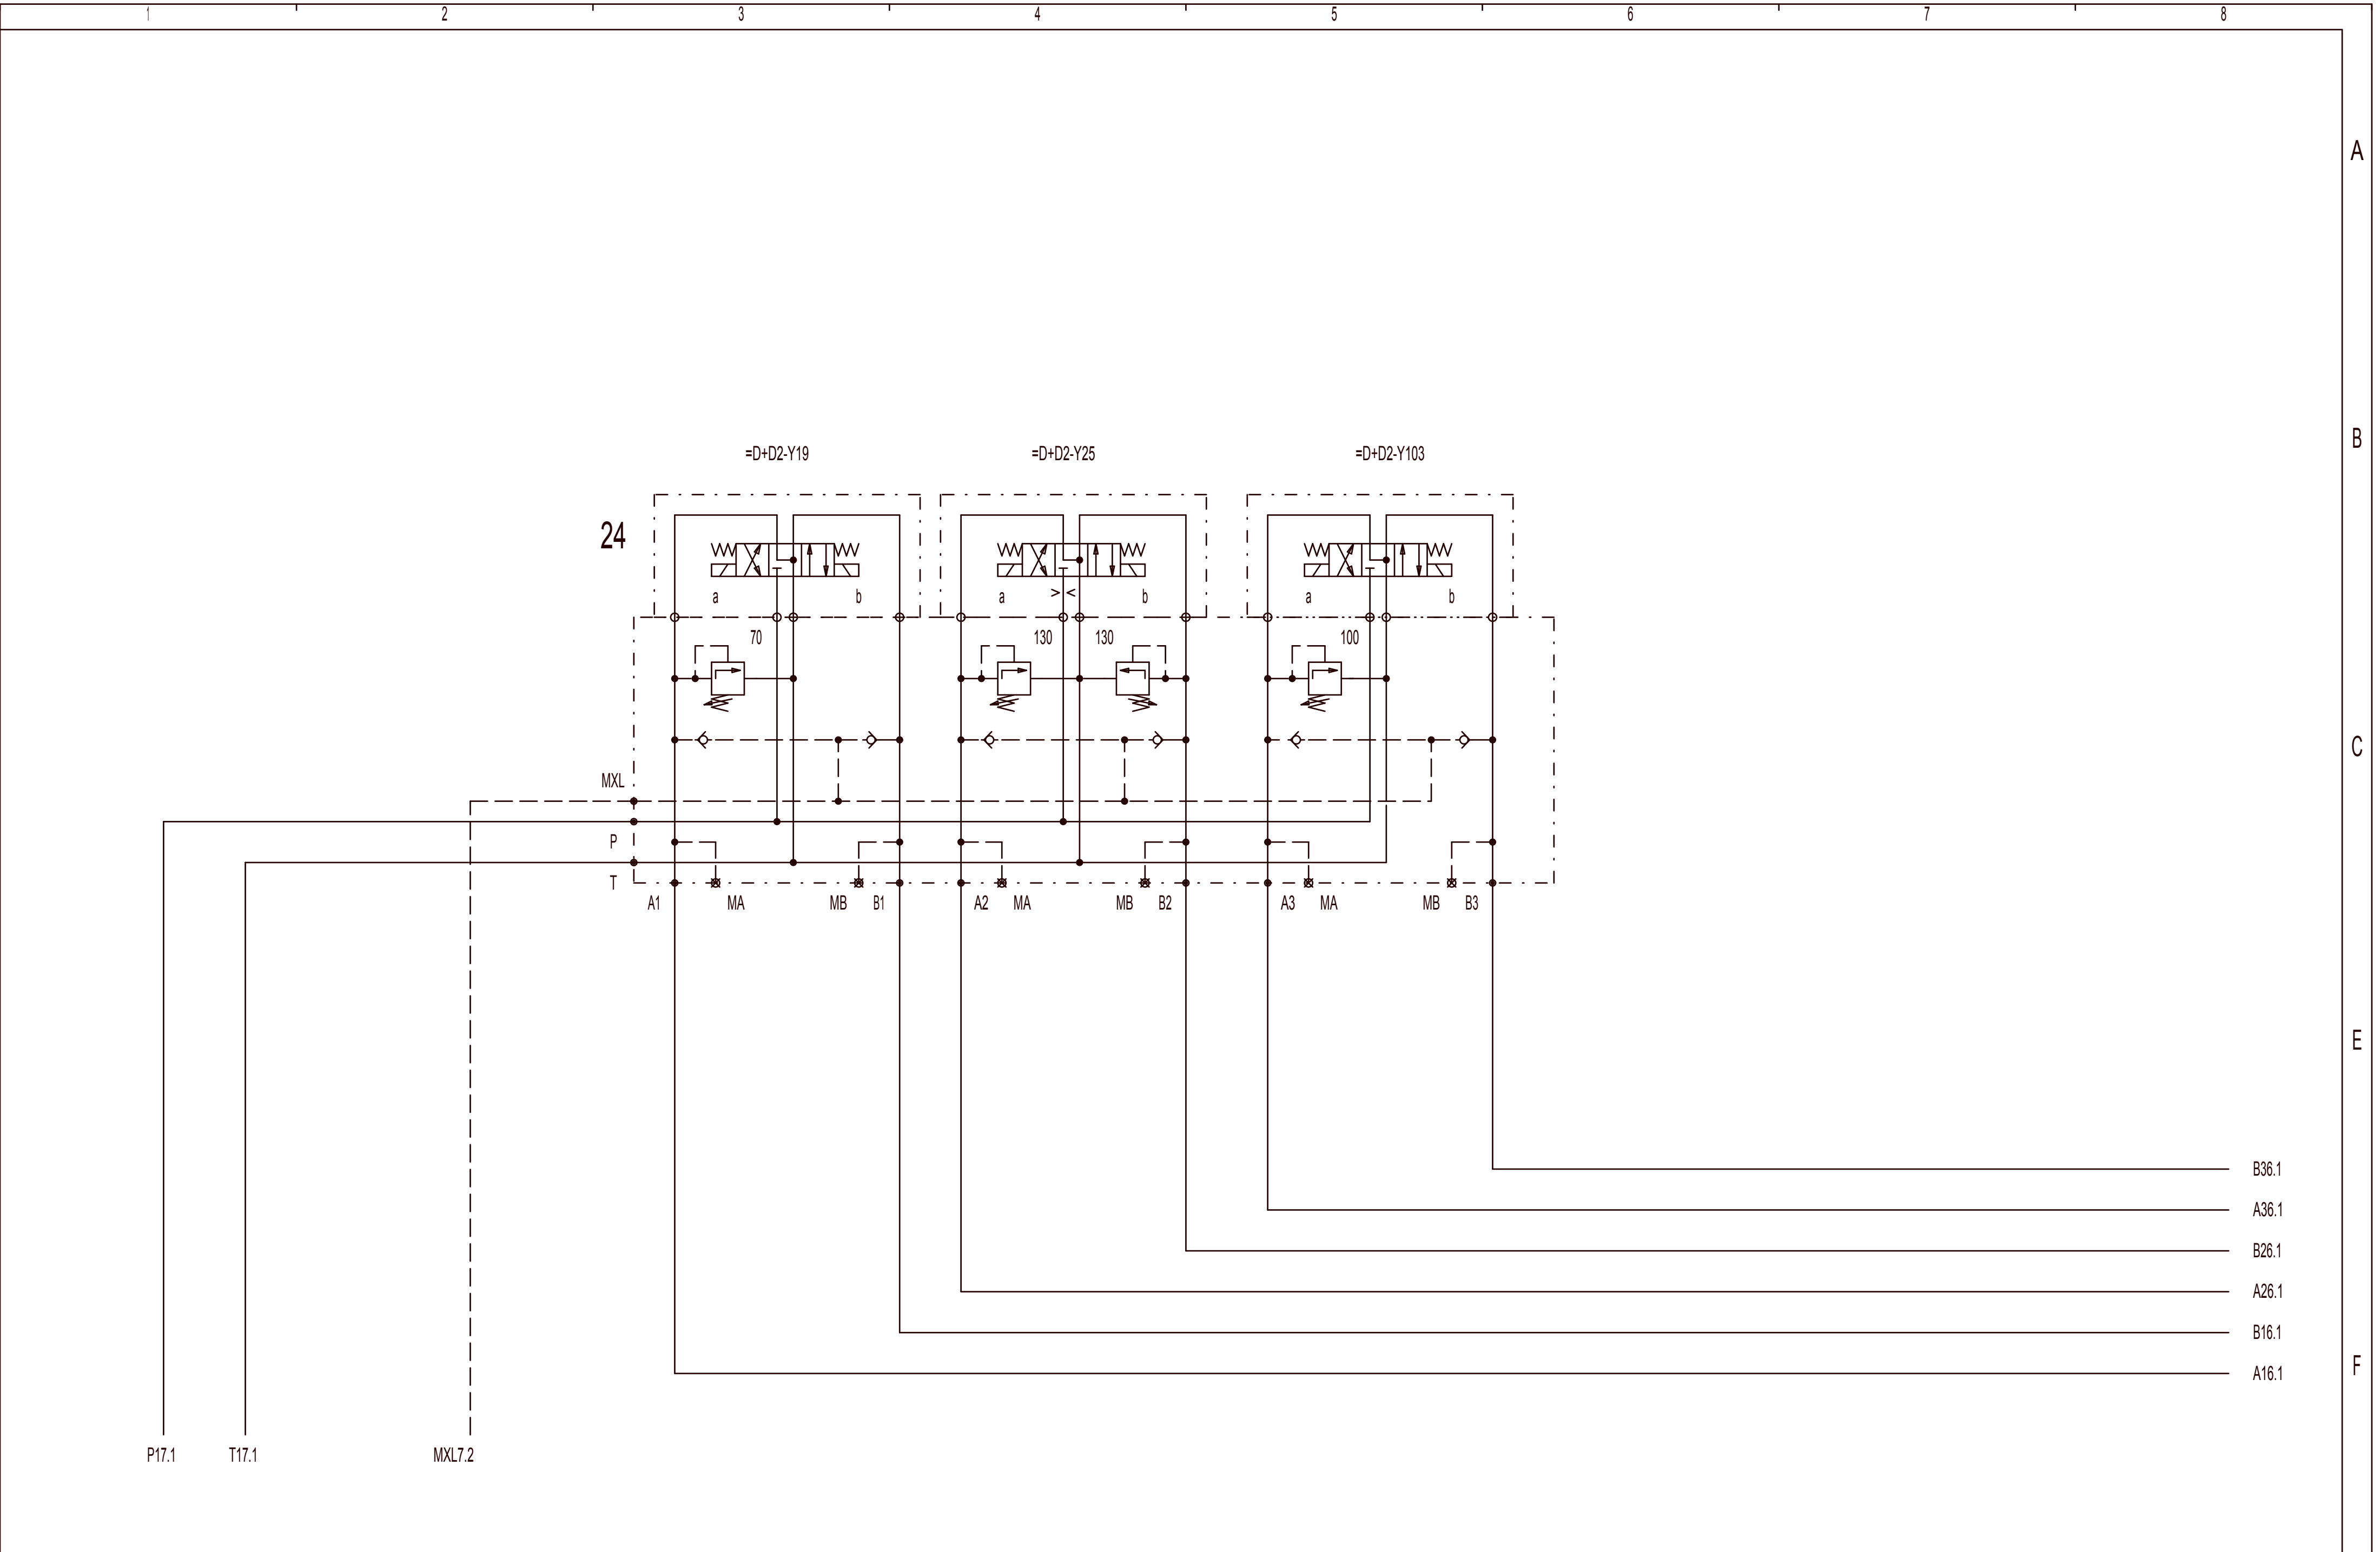 1 2 3 4 5 6 7 8
A
B
=D+D2-Y19 =D+D2-Y25 =D+D2-Y103
24
a b a b a b
> <
70 130 130 100
C
MXL
P
T
A1 MA MB B1 A2 MA MB B2 A3 MA MB B3
E
B36.1
A36.1
B26.1
A26.1
B16.1
F
A16.1
P17.1 T17.1 MXL7.2